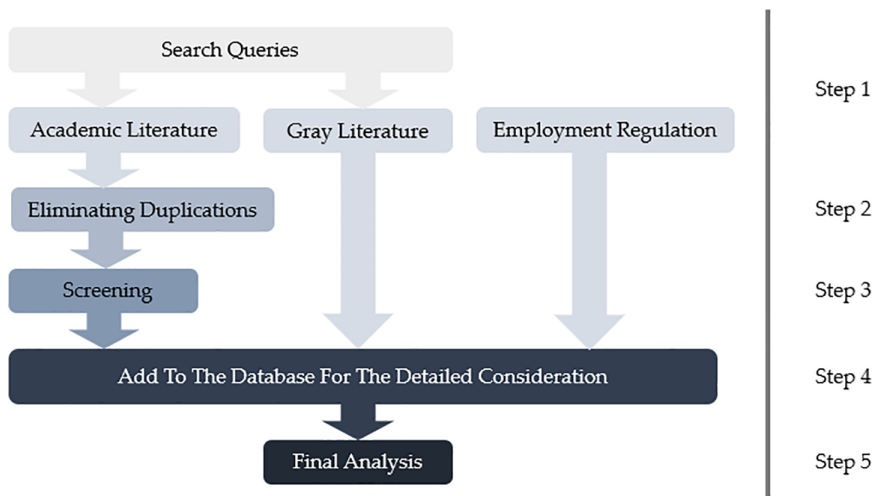 Search Queries
Step 1
Academic Literature
Gray Literature
Employment Regulation
Eliminating Duplications
Step 2
Screening
Step 3
Add To The Database For The Detailed Consideration
Step 4
Final Analysis
Step 5